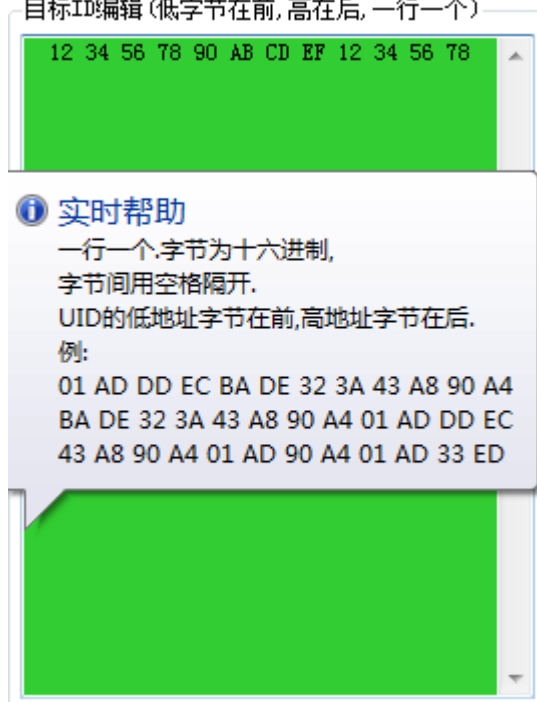 目标ID编辑(低字节在前,高在后,一行一个)
12 34 56 78 90 AB CD EF 12 34 56 78
实时帮助
一行一个.字节为十六进制,
字节间用空格隔开.
UID的低地址字节在前,高地址字节在后.
例:
01 AD DD EC BA DE 32 3A 43 A8 90 A4
BA DE 32 3A 43 A8 90 A4 01 AD DD EC
43 A8 90 A4 01 AD 90 A4 01 AD 33 ED